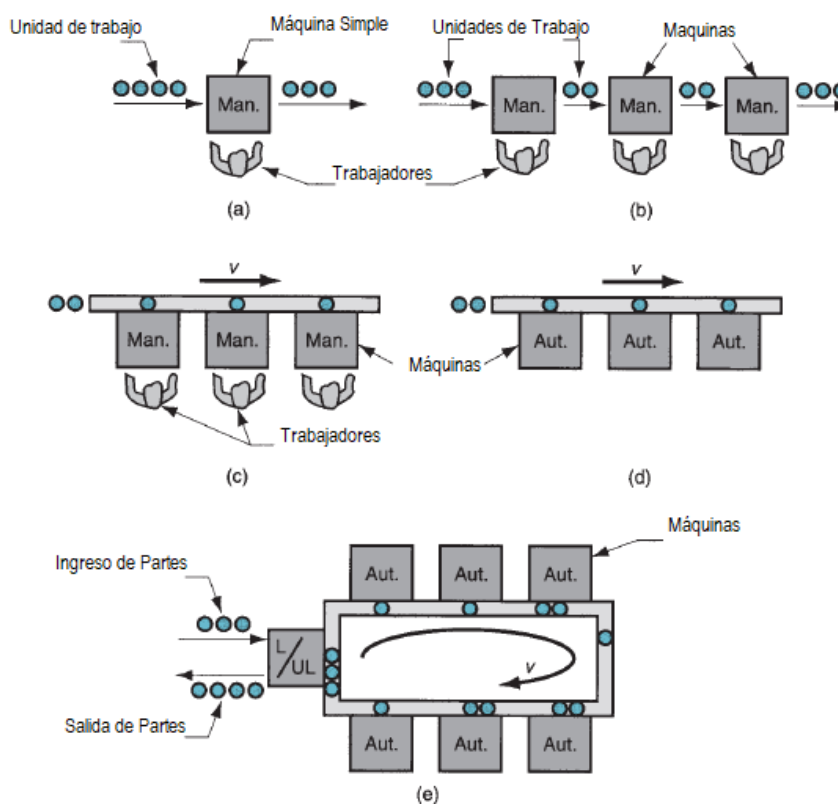 Unidad de trabajo
Máquina Simple
Unidades de Trabajo
Maquinas
Man.
Man.
Man.
Man.
Trabajadores
(a)
(b)
v
v
Man.
Man.
Man.
Aut.
Aut.
Aut.
Máquinas
Trabajadores
(c)
(d)
Máquinas
Ingreso de Partes
Aut.
Aut.
Aut.
L/UL
v
Salida de Partes
Aut.
Aut.
Aut.
(e)